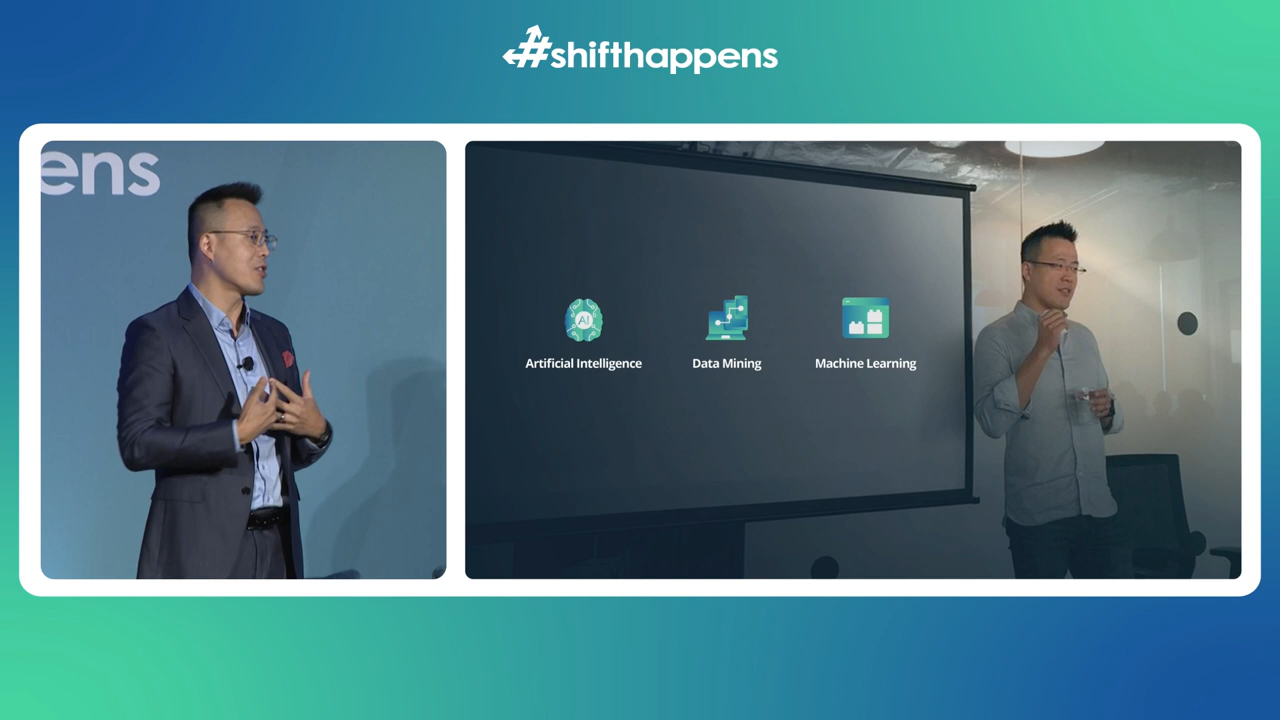 #shifthappens
ens
AI
Artificial Intelligence
Data Mining
Machine Learning